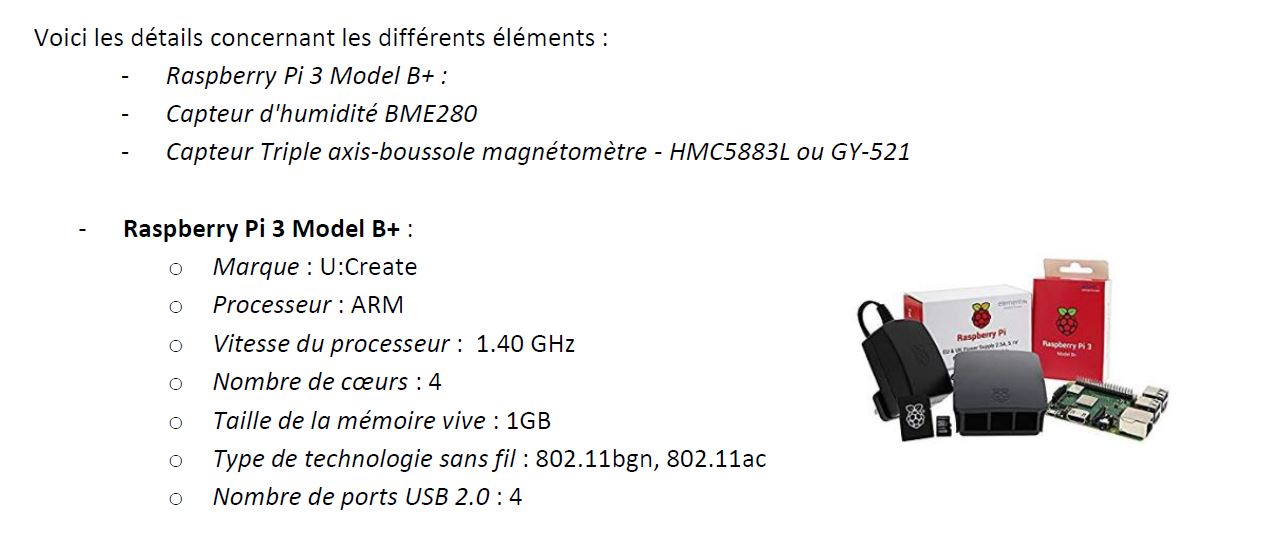 Voici les détails concernant les différents éléments :
- Raspberry Pi 3 Model B+ :
- Capteur d'humidité BME280
- Capteur Triple axis-boussole magnétomètre - HMC5883L ou GY-521
- Raspberry Pi 3 Model B+ :
o Marque : U:Create
o Processeur : ARM
o Vitesse du processeur : 1.40 GHz
o Nombre de cœurs : 4
o Taille de la mémoire vive : 1GB
o Type de technologie sans fil : 802.11bgn, 802.11ac
o Nombre de ports USB 2.0 : 4
element14
Raspberry Pi
EU & UK Power Supply 2.5A, 5.1V
Raspberry Pi 3
Model B+